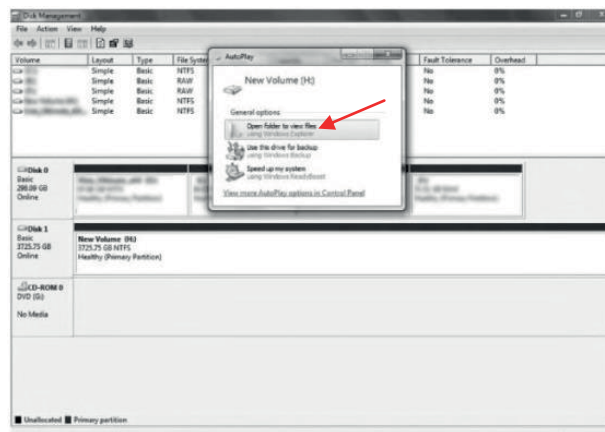 Disk Management
File Action View Help
Volume Layout Type File System Fault Tolerance Overhead
Simple Basic NTFS No 0%
Simple Basic RAW No 0%
Simple Basic RAW No 0%
Simple Basic NTFS No 0%
Simple Basic NTFS No 0%
AutoPlay
New Volume (H:)
General options
Open folder to view files
using Windows Explorer
Use this drive for backup
using Windows Backup
Speed up my system
using Windows ReadyBoost
View more AutoPlay options in Control Panel
Disk 0
Basic
298.09 GB
Online
Disk 1
Basic
3725.75 GB
Online
New Volume (H:)
3725.75 GB NTFS
Healthy (Primary Partition)
CD-ROM 0
DVD (G:)
No Media
Unallocated Primary partition